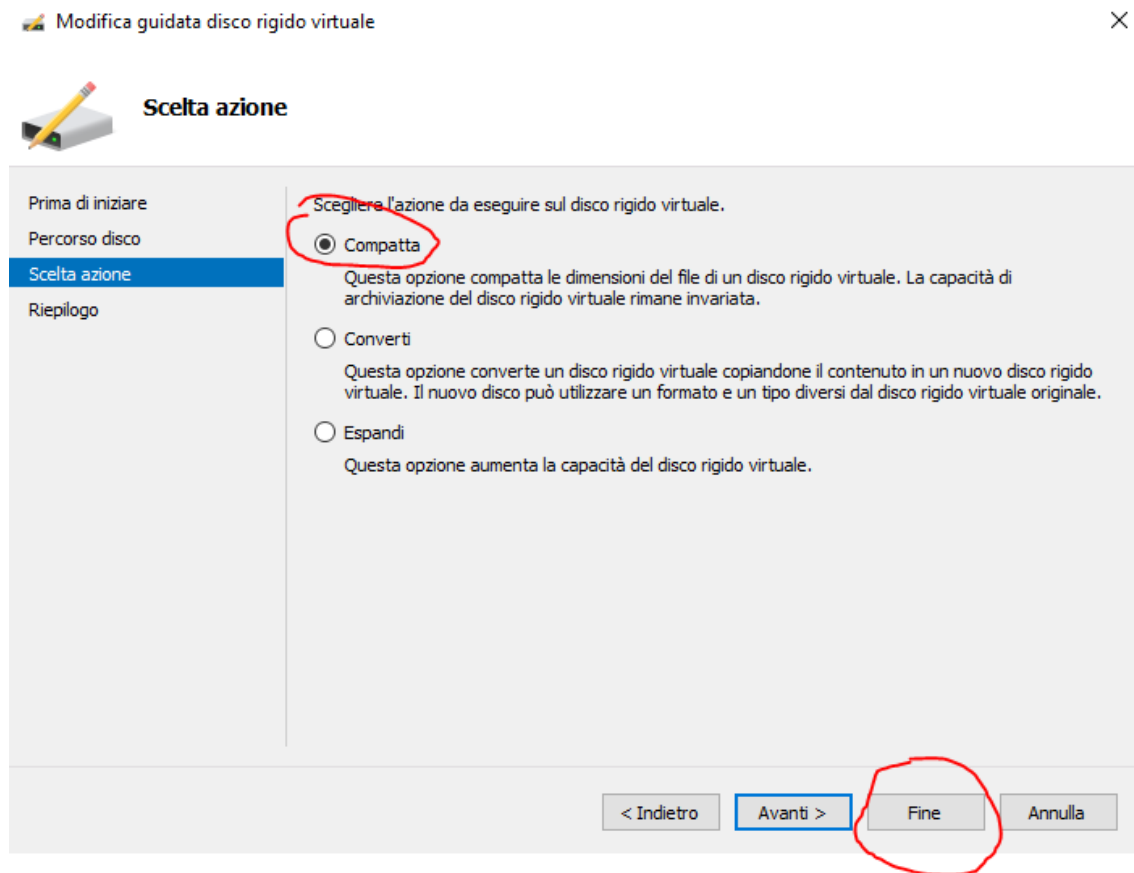 Modifica guidata disco rigido virtuale
Scelta azione
Prima di iniziare
Percorso disco
Scelta azione
Riepilogo
Scegliere l'azione da eseguire sul disco rigido virtuale.
Compatta
Questa opzione compatta le dimensioni del file di un disco rigido virtuale. La capacità di
archiviazione del disco rigido virtuale rimane invariata.
Converti
Questa opzione converte un disco rigido virtuale copiandone il contenuto in un nuovo disco rigido
virtuale. Il nuovo disco può utilizzare un formato e un tipo diversi dal disco rigido virtuale originale.
Espandi
Questa opzione aumenta la capacità del disco rigido virtuale.
< Indietro
Avanti >
Fine
Annulla